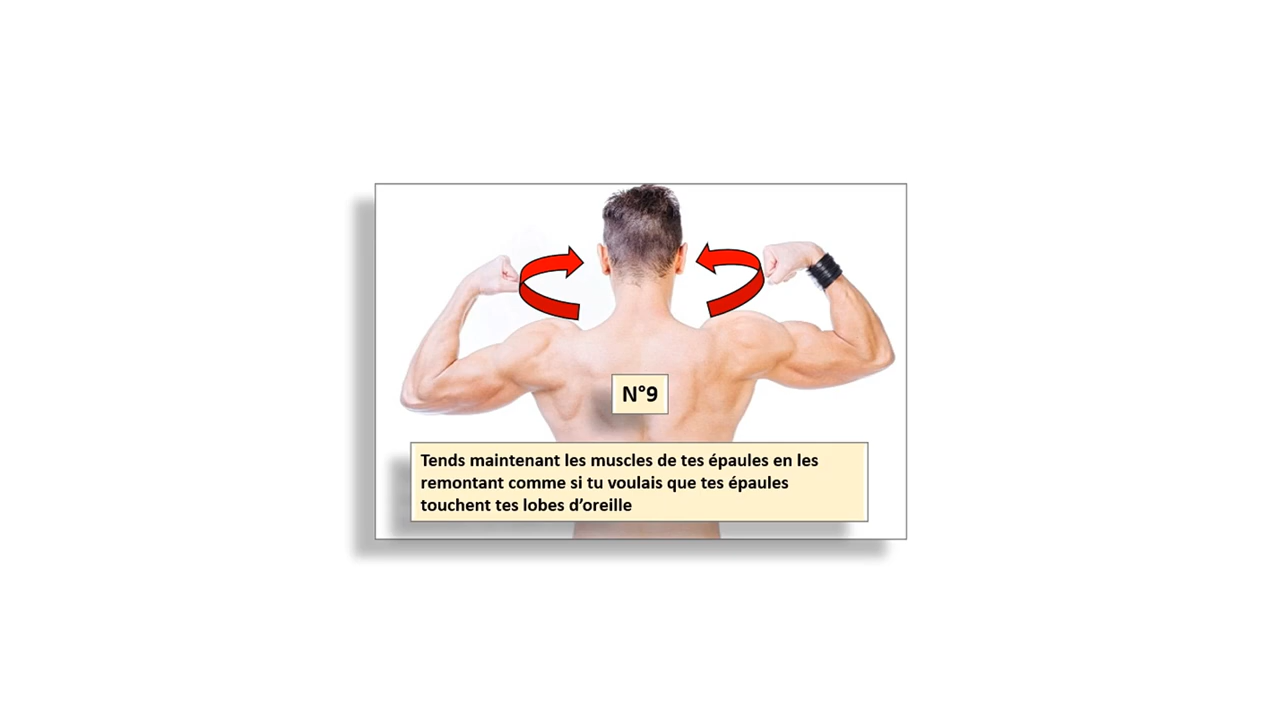 N°9
Tends maintenant les muscles de tes épaules en les
remontant comme si tu voulais que tes épaules
touchent tes lobes d’oreille